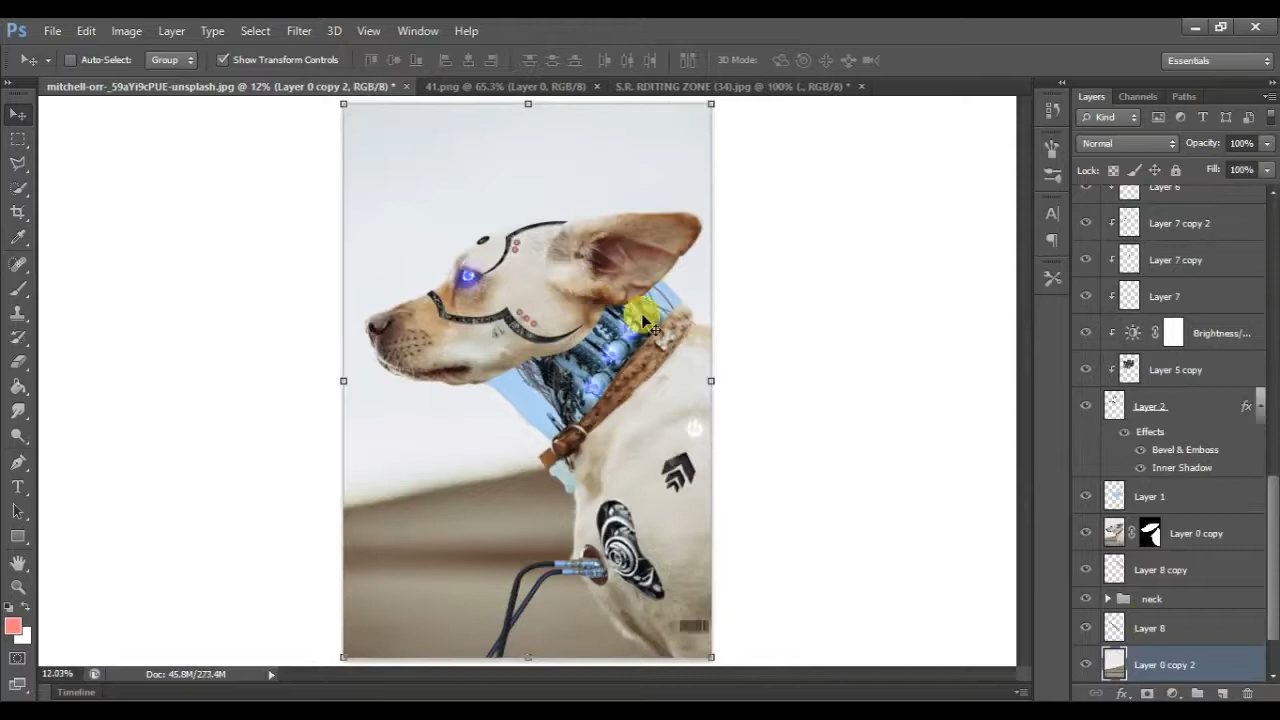 Ps File Edit Image Layer Type Select Filter 3D View Window Help
Auto-Select: Group Show Transform Controls 3D Mode: Essentials
mitchell-orr-_59aYi9cPUE-unsplash.jpg @ 12% (Layer 0 copy 2, RGB/8) * × 41.png @ 65.3% (Layer 0, RGB/8) × S.R. RDITING ZONE (34).jpg @ 100% (., RGB/8) * ×
Layers Channels Paths
Kind
Normal Opacity: 100%
Lock: Fill: 100%
Layer 6
Layer 7 copy 2
Layer 7 copy
Layer 7
Brightness/...
Layer 5 copy
Layer 2 fx
Effects
Bevel & Emboss
Inner Shadow
Layer 1
Layer 0 copy
Layer 8 copy
neck
Layer 8
Layer 0 copy 2
12.03% Doc: 45.8M/273.4M
Timeline